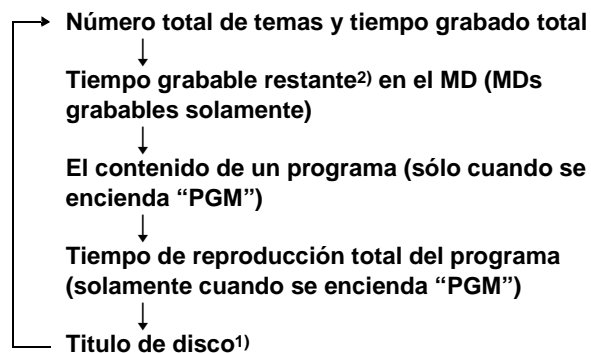 Número total de temas y tiempo grabado total
Tiempo grabable restante2) en el MD (MDs
grabables solamente)
El contenido de un programa (sólo cuando se
encienda “PGM”)
Tiempo de reproducción total del programa
(solamente cuando se encienda “PGM”)
Titulo de disco1)